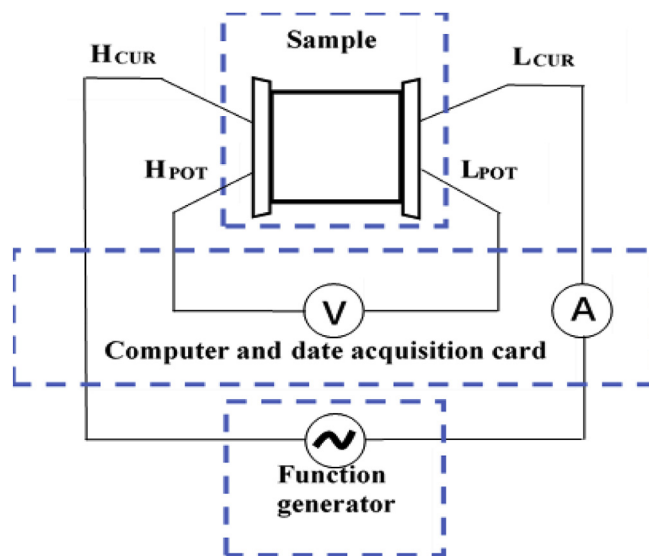 Sample
HCUR
LCUR
HPOT
LPOT
V
A
Computer and date acquisition card
Function
generator